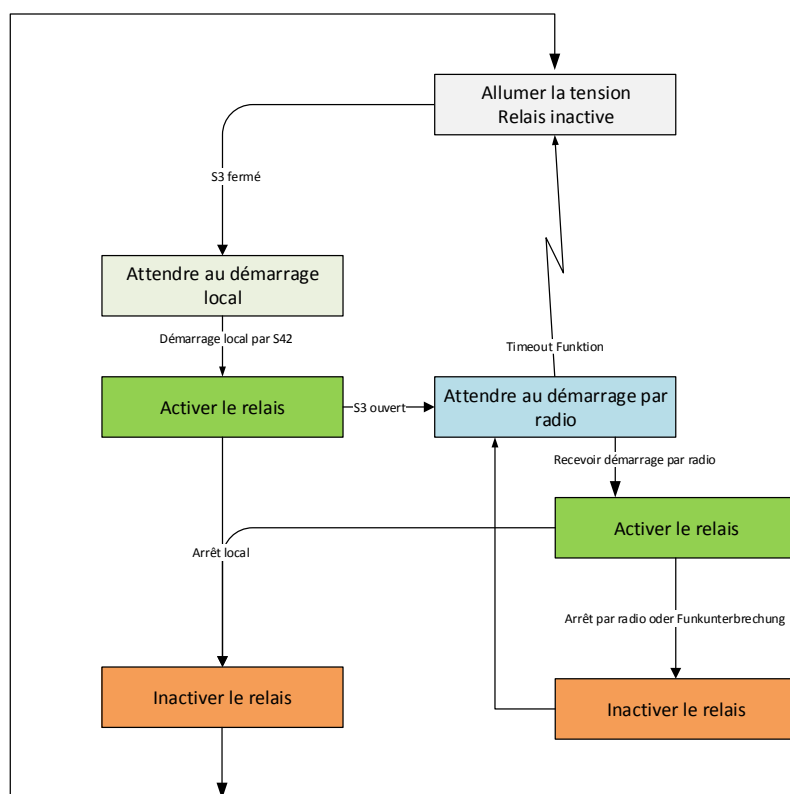 Allumer la tension
Relais inactive
S3 fermé
Attendre au démarrage
local
Démarrage local par S42
Timeout Funktion
Activer le relais
S3 ouvert
Attendre au démarrage par
radio
Recevoir démarrage par radio
Activer le relais
Arrêt local
Arrêt par radio oder Funkunterbrechung
Inactiver le relais
Inactiver le relais